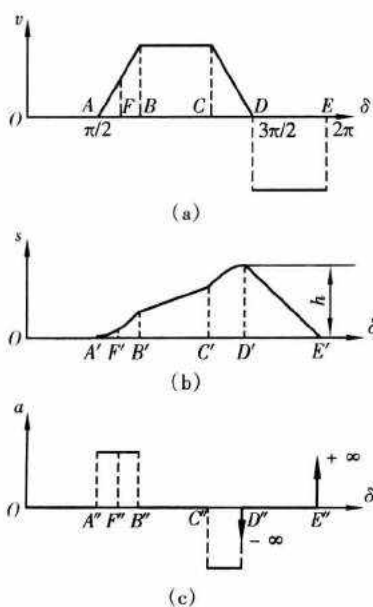 v
A F B C D E δ
O π/2 3π/2 2π
(a)
s
h
O A′ F′ B′ C′ D′ E′ δ
(b)
a
+ ∞
O A″ F″ B″ C″ D″ E″ δ
− ∞
(c)